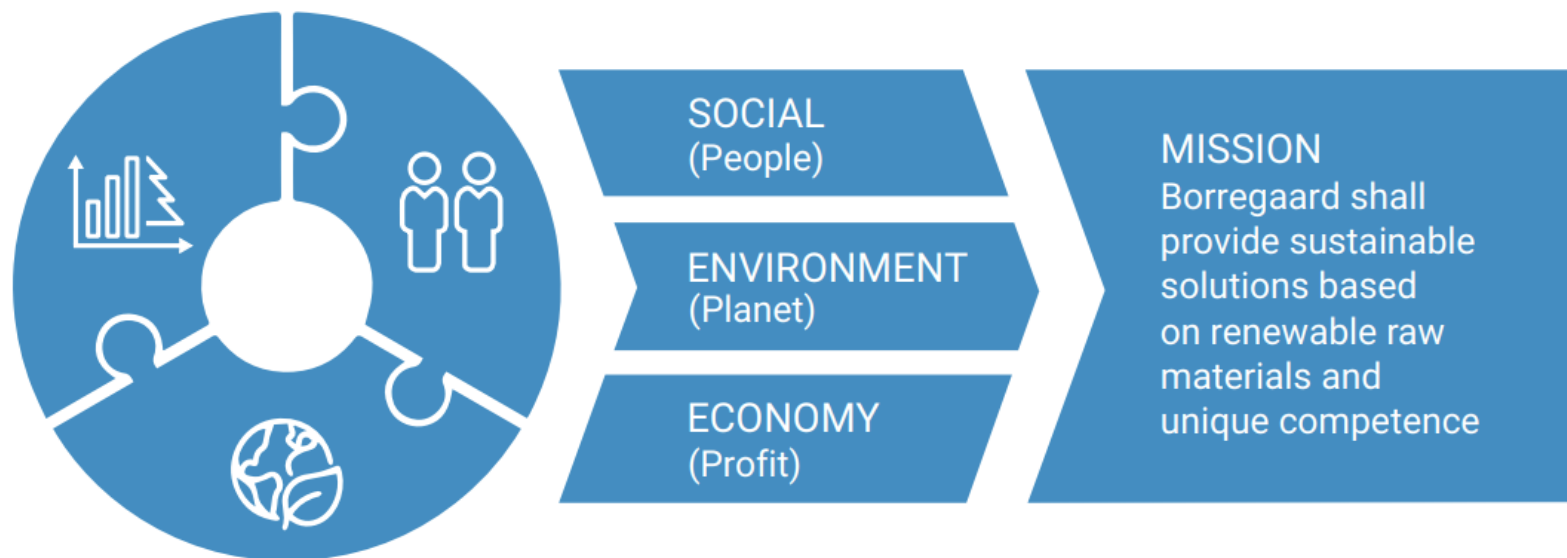 SOCIAL
(People)
ENVIRONMENT
(Planet)
ECONOMY
(Profit)
MISSION
Borregaard shall
provide sustainable
solutions based
on renewable raw
materials and
unique competence